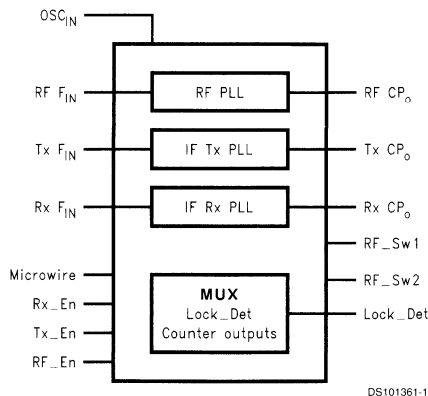 OSC_IN
RF F_IN
RF PLL
RF CP_o
Tx F_IN
IF Tx PLL
Tx CP_o
Rx F_IN
IF Rx PLL
Rx CP_o
RF_Sw1
Microwire
RF_Sw2
MUX
Rx_En
Lock_Det
Lock_Det
Tx_En
Counter outputs
RF_En
DS101361-1